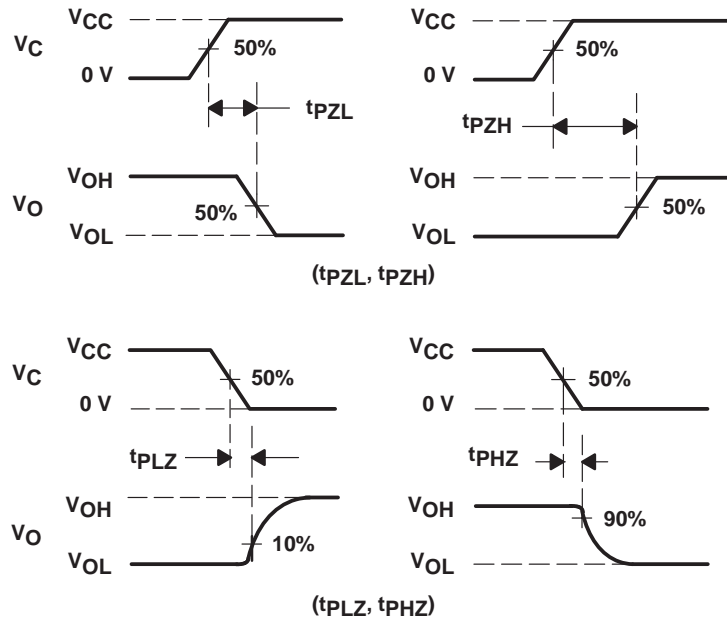 VCC
VC
50%
0 V
tPZL
VOH
VO
50%
VOL
VCC
50%
0 V
tPZH
VOH
50%
VOL
(tPZL, tPZH)
VCC
VC
50%
0 V
tPLZ
VOH
VO
10%
VOL
VCC
50%
0 V
tPHZ
VOH
90%
VOL
(tPLZ, tPHZ)